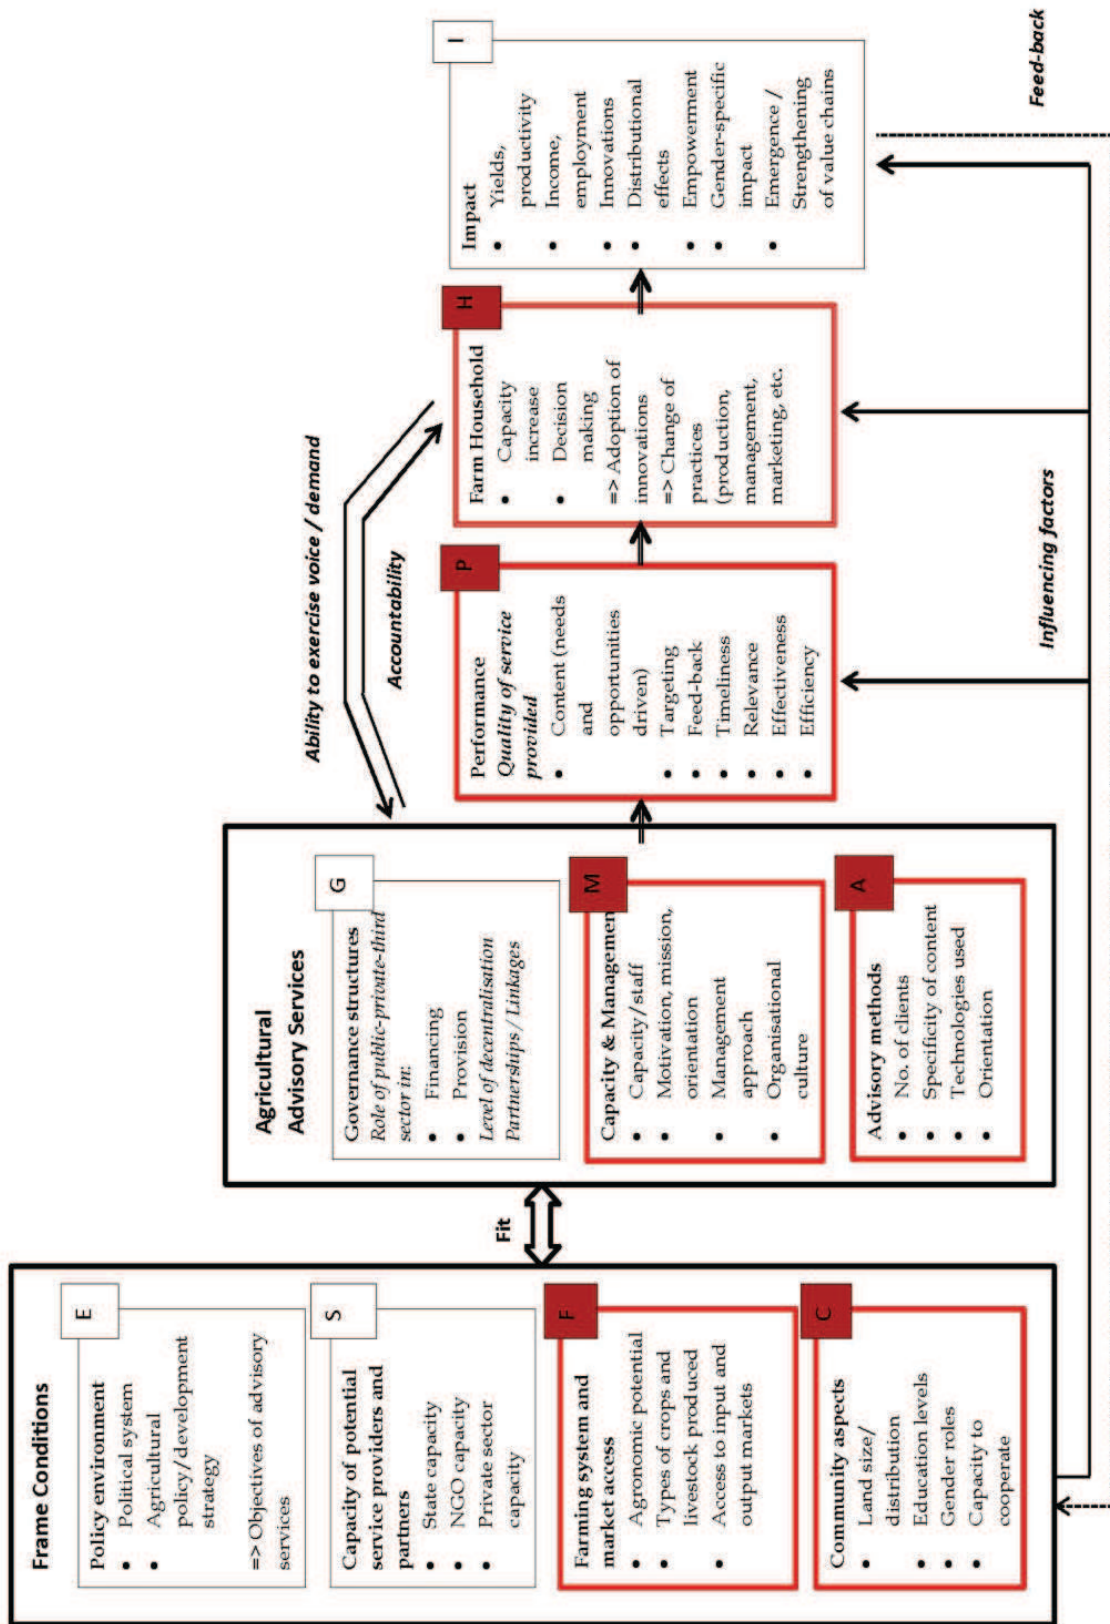 Frame Conditions
E
Policy environment
• Political system
• Agricultural
policy/development
strategy
=> Objectives of advisory
services
S
Capacity of potential
service providers and
partners
• State capacity
• NGO capacity
• Private sector
capacity
F
Farming system and
market access
• Agronomic potential
• Types of crops and
livestock produced
• Access to input and
output markets
C
Community aspects
• Land size/
distribution
• Education levels
• Gender roles
• Capacity to
cooperate
Fit
Agricultural
Advisory Services
G
Governance structures
Role of public-private-third
sector in:
• Financing
• Provision
Level of decentralisation
Partnerships / Linkages
M
Capacity & Management
• Capacity/staff
• Motivation, mission,
orientation
• Management
approach
• Organisational
culture
A
Advisory methods
• No. of clients
• Specificity of content
• Technologies used
• Orientation
Ability to exercise voice / demand
Accountability
P
Performance
Quality of service
provided
• Content (needs
and
opportunities
driven)
• Targeting
• Feed-back
• Timeliness
• Relevance
• Effectiveness
• Efficiency
H
Farm Household
• Capacity
increase
• Decision
making
=> Adoption of
innovations
=> Change of
practices
(production,
management,
marketing, etc.
I
Impact
• Yields,
productivity
• Income,
employment
• Innovations
• Distributional
effects
• Empowerment
• Gender-specific
impact
• Emergence /
Strengthening
of value chains
Influencing factors
Feed-back